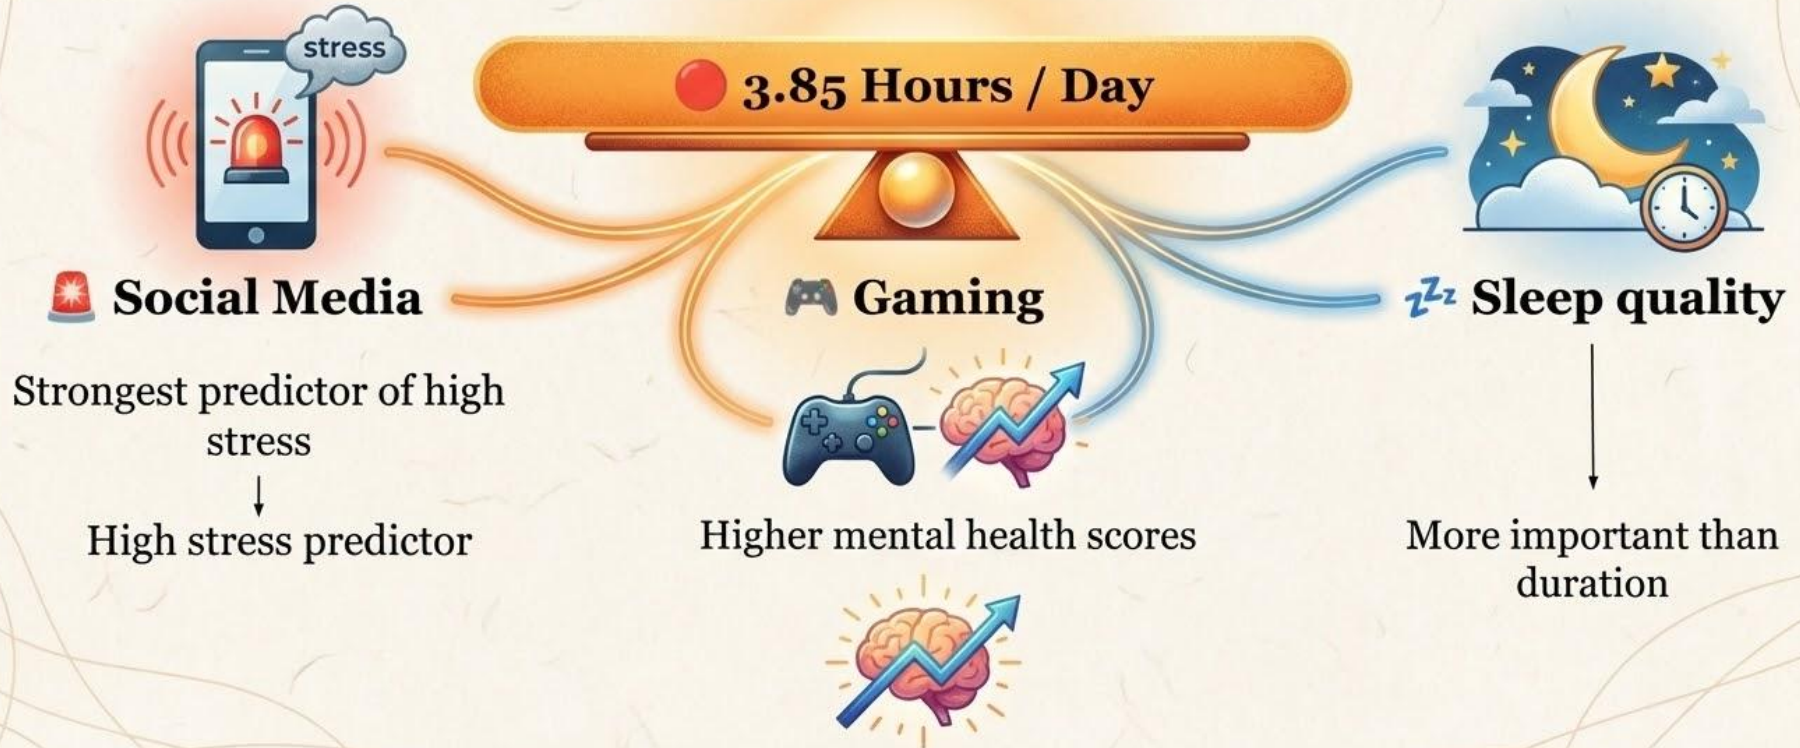 stress
3.85 Hours / Day
Social Media
Strongest predictor of high
stress
High stress predictor
Gaming
Higher mental health scores
zzz Sleep quality
More important than
duration